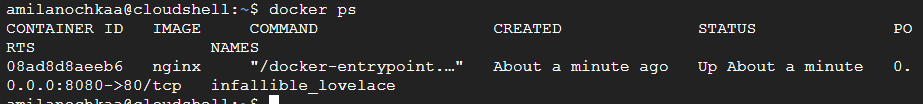 amilanochkaa@cloudshell:~$ docker ps
CONTAINER ID   IMAGE     COMMAND                  CREATED              STATUS              PO
RTS                  NAMES
08ad8d8aeeb6   nginx     "/docker-entrypoint.…"   About a minute ago   Up About a minute   0.
0.0.0:8080->80/tcp   infallible_lovelace
amilanochkaa@cloudshell:~$